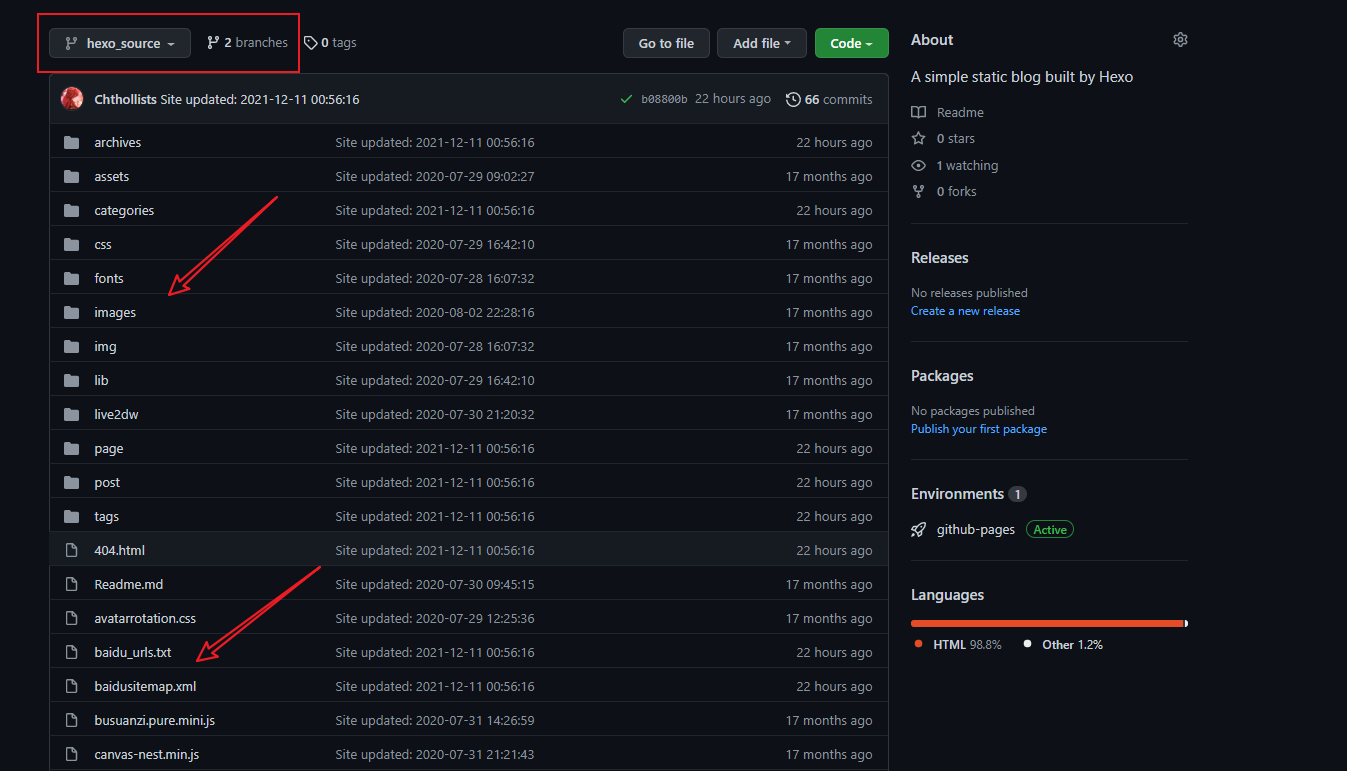 hexo_source
2 branches
0 tags
Go to file
Add file
Code
Chthollists Site updated: 2021-12-11 00:56:16
b08800b 22 hours ago
66 commits
archives Site updated: 2021-12-11 00:56:16 22 hours ago
assets Site updated: 2020-07-29 09:02:27 17 months ago
categories Site updated: 2021-12-11 00:56:16 22 hours ago
css Site updated: 2020-07-29 16:42:10 17 months ago
fonts Site updated: 2020-07-28 16:07:32 17 months ago
images Site updated: 2020-08-02 22:28:16 17 months ago
img Site updated: 2020-07-28 16:07:32 17 months ago
lib Site updated: 2020-07-29 16:42:10 17 months ago
live2dw Site updated: 2020-07-30 21:20:32 17 months ago
page Site updated: 2021-12-11 00:56:16 22 hours ago
post Site updated: 2021-12-11 00:56:16 22 hours ago
tags Site updated: 2021-12-11 00:56:16 22 hours ago
404.html Site updated: 2021-12-11 00:56:16 22 hours ago
Readme.md Site updated: 2020-07-30 09:45:15 17 months ago
avatarrotation.css Site updated: 2020-07-29 12:25:36 17 months ago
baidu_urls.txt Site updated: 2021-12-11 00:56:16 22 hours ago
baidusitemap.xml Site updated: 2021-12-11 00:56:16 22 hours ago
busuanzi.pure.mini.js Site updated: 2020-07-31 14:26:59 17 months ago
canvas-nest.min.js Site updated: 2020-07-31 21:21:43 17 months ago
About
A simple static blog built by Hexo
Readme
0 stars
1 watching
0 forks
Releases
No releases published
Create a new release
Packages
No packages published
Publish your first package
Environments 1
github-pages Active
Languages
HTML 98.8% Other 1.2%